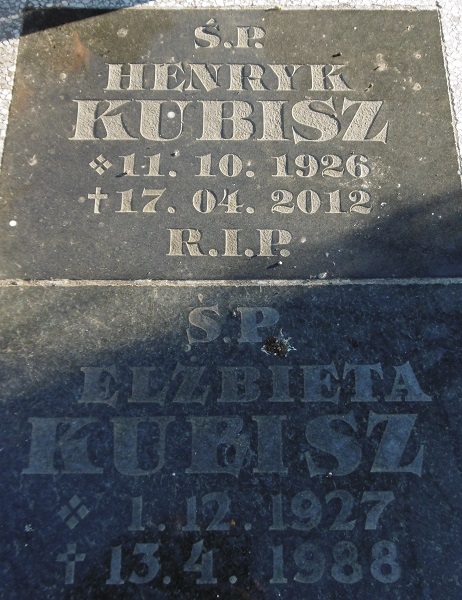 Ś.P.
HENRYK
KUBISZ
11. 10. 1926
17. 04. 2012
R.I.P.
Ś.P.
ELŻBIETA
KUBISZ
1. 12. 1927
13. 4. 1988